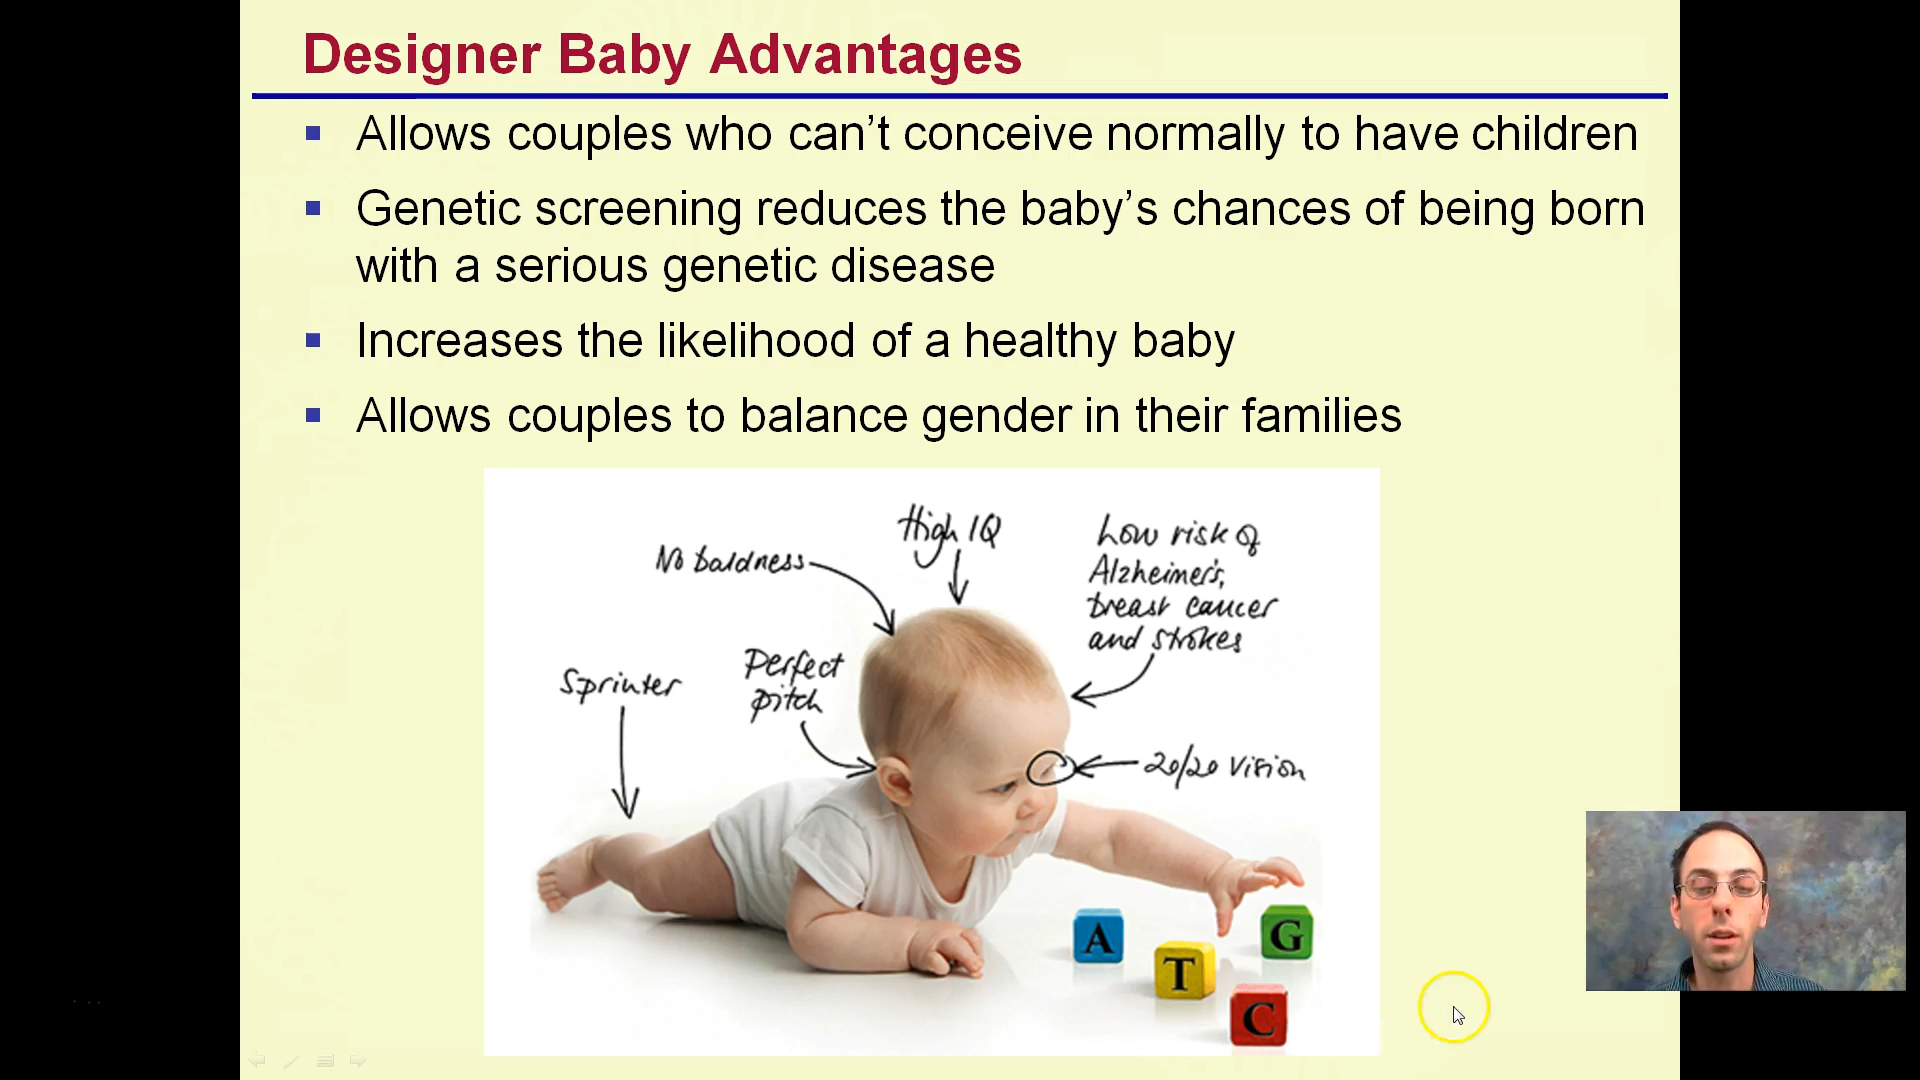 Designer Baby Advantages
Allows couples who can’t conceive normally to have children
Genetic screening reduces the baby’s chances of being born
with a serious genetic disease
Increases the likelihood of a healthy baby
Allows couples to balance gender in their families
High IQ
No baldness
Low risk of
Alzheimer's,
breast cancer
and strokes
Perfect
pitch
Sprinter
20/20 vision
A
T
G
C